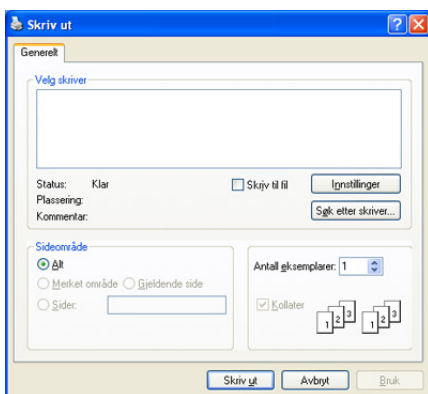 Skriv ut
Generelt
Velg skriver
Status: Klar
Plassering:
Kommentar:
Skriv til fil
Innstillinger
Søk etter skriver...
Sideområde
Alt
Merket område Gjeldende side
Sider:
Antall eksemplarer: 1
Kollater
1 2 3 1 2 3
Skriv ut Avbryt Bruk